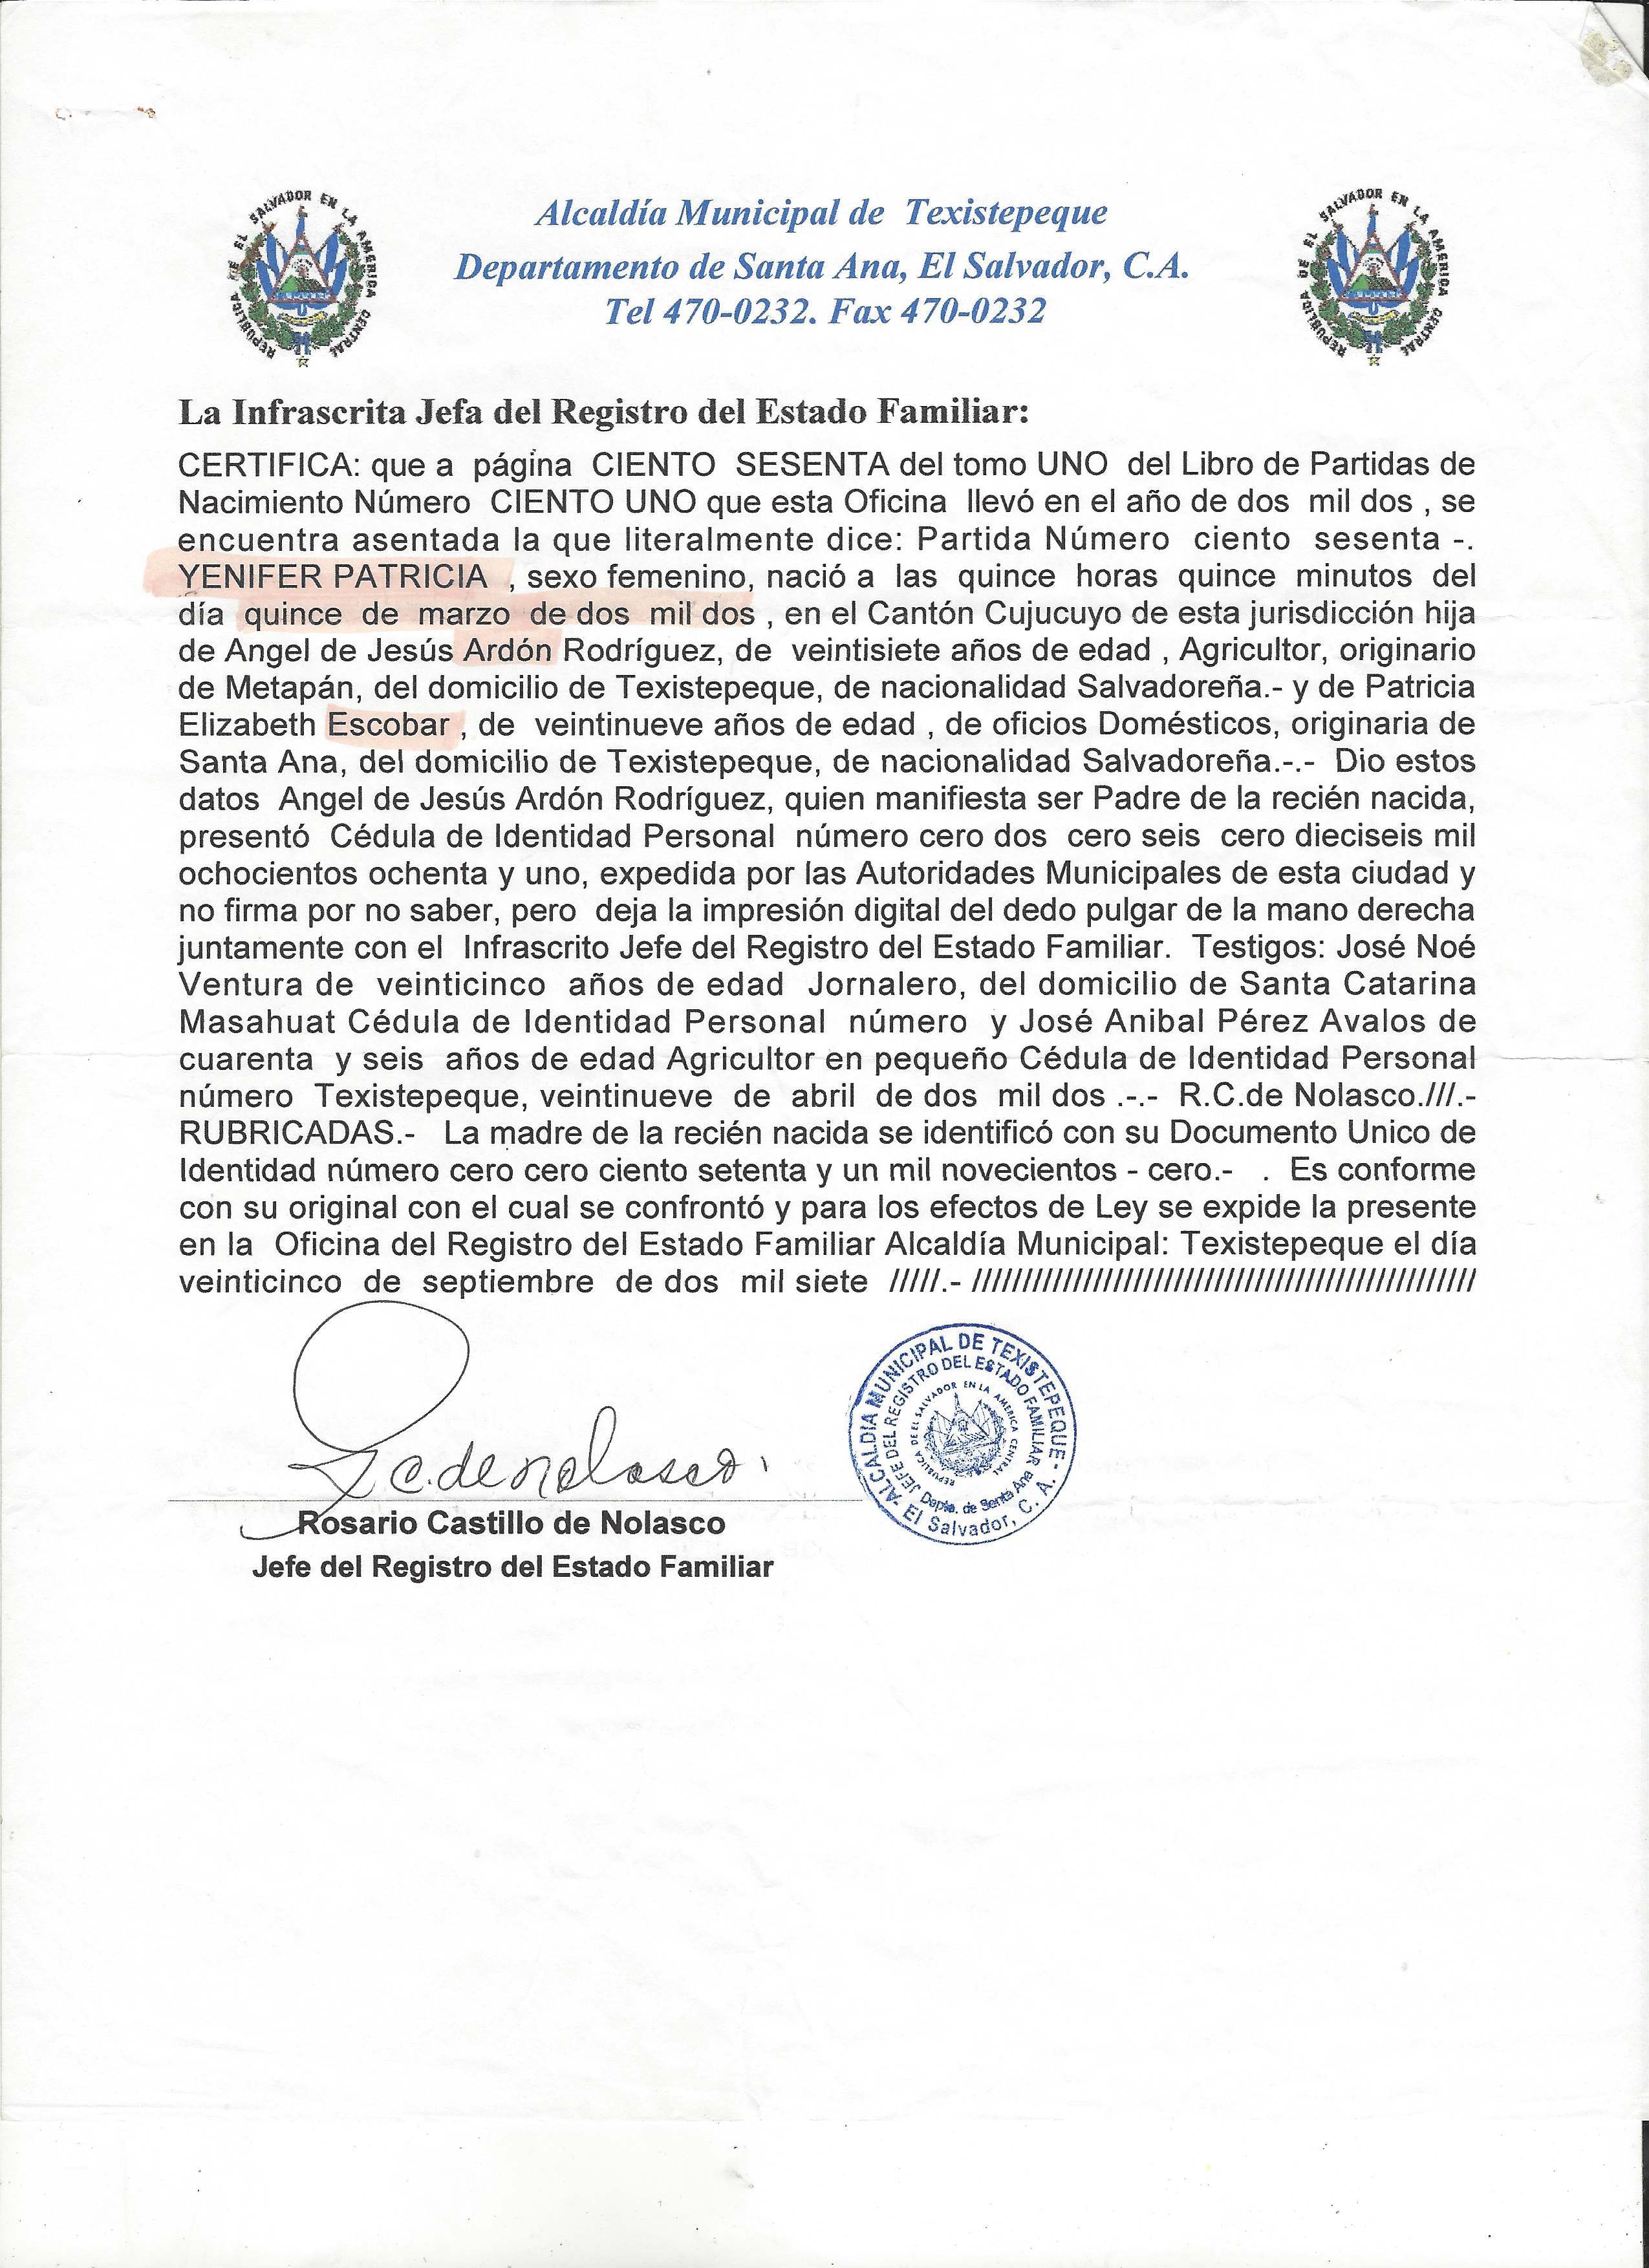 REPUBLICA DE EL SALVADOR EN LA AMERICA CENTRAL
Alcaldía Municipal de Texistepeque
Departamento de Santa Ana, El Salvador, C.A.
Tel 470-0232. Fax 470-0232
REPUBLICA DE EL SALVADOR EN LA AMERICA CENTRAL
La Infrascrita Jefa del Registro del Estado Familiar:
CERTIFICA: que a página CIENTO SESENTA del tomo UNO del Libro de Partidas de
Nacimiento Número CIENTO UNO que esta Oficina llevó en el año de dos mil dos , se
encuentra asentada la que literalmente dice: Partida Número ciento sesenta -.
YENIFER PATRICIA , sexo femenino, nació a las quince horas quince minutos del
día quince de marzo de dos mil dos , en el Cantón Cujucuyo de esta jurisdicción hija
de Angel de Jesús Ardón Rodríguez, de veintisiete años de edad , Agricultor, originario
de Metapán, del domicilio de Texistepeque, de nacionalidad Salvadoreña.- y de Patricia
Elizabeth Escobar , de veintinueve años de edad , de oficios Domésticos, originaria de
Santa Ana, del domicilio de Texistepeque, de nacionalidad Salvadoreña.-.- Dio estos
datos Angel de Jesús Ardón Rodríguez, quien manifiesta ser Padre de la recién nacida,
presentó Cédula de Identidad Personal número cero dos cero seis cero dieciseis mil
ochocientos ochenta y uno, expedida por las Autoridades Municipales de esta ciudad y
no firma por no saber, pero deja la impresión digital del dedo pulgar de la mano derecha
juntamente con el Infrascrito Jefe del Registro del Estado Familiar. Testigos: José Noé
Ventura de veinticinco años de edad Jornalero, del domicilio de Santa Catarina
Masahuat Cédula de Identidad Personal número y José Anibal Pérez Avalos de
cuarenta y seis años de edad Agricultor en pequeño Cédula de Identidad Personal
número Texistepeque, veintinueve de abril de dos mil dos .-.- R.C.de Nolasco.///.-
RUBRICADAS.- La madre de la recién nacida se identificó con su Documento Unico de
Identidad número cero cero ciento setenta y un mil novecientos - cero.- . Es conforme
con su original con el cual se confrontó y para los efectos de Ley se expide la presente
en la Oficina del Registro del Estado Familiar Alcaldía Municipal: Texistepeque el día
veinticinco de septiembre de dos mil siete /////.- //////////////////////////////////////////////////
C. de Nolasco.
Rosario Castillo de Nolasco
Jefe del Registro del Estado Familiar
ALCALDIA MUNICIPAL DE TEXISTEPEQUE -
JEFE DEL REGISTRO DEL ESTADO FAMILIAR
REPUBLICA DE EL SALVADOR EN LA AMERICA CENTRAL
Depto. de Santa Ana
El Salvador, C. A.